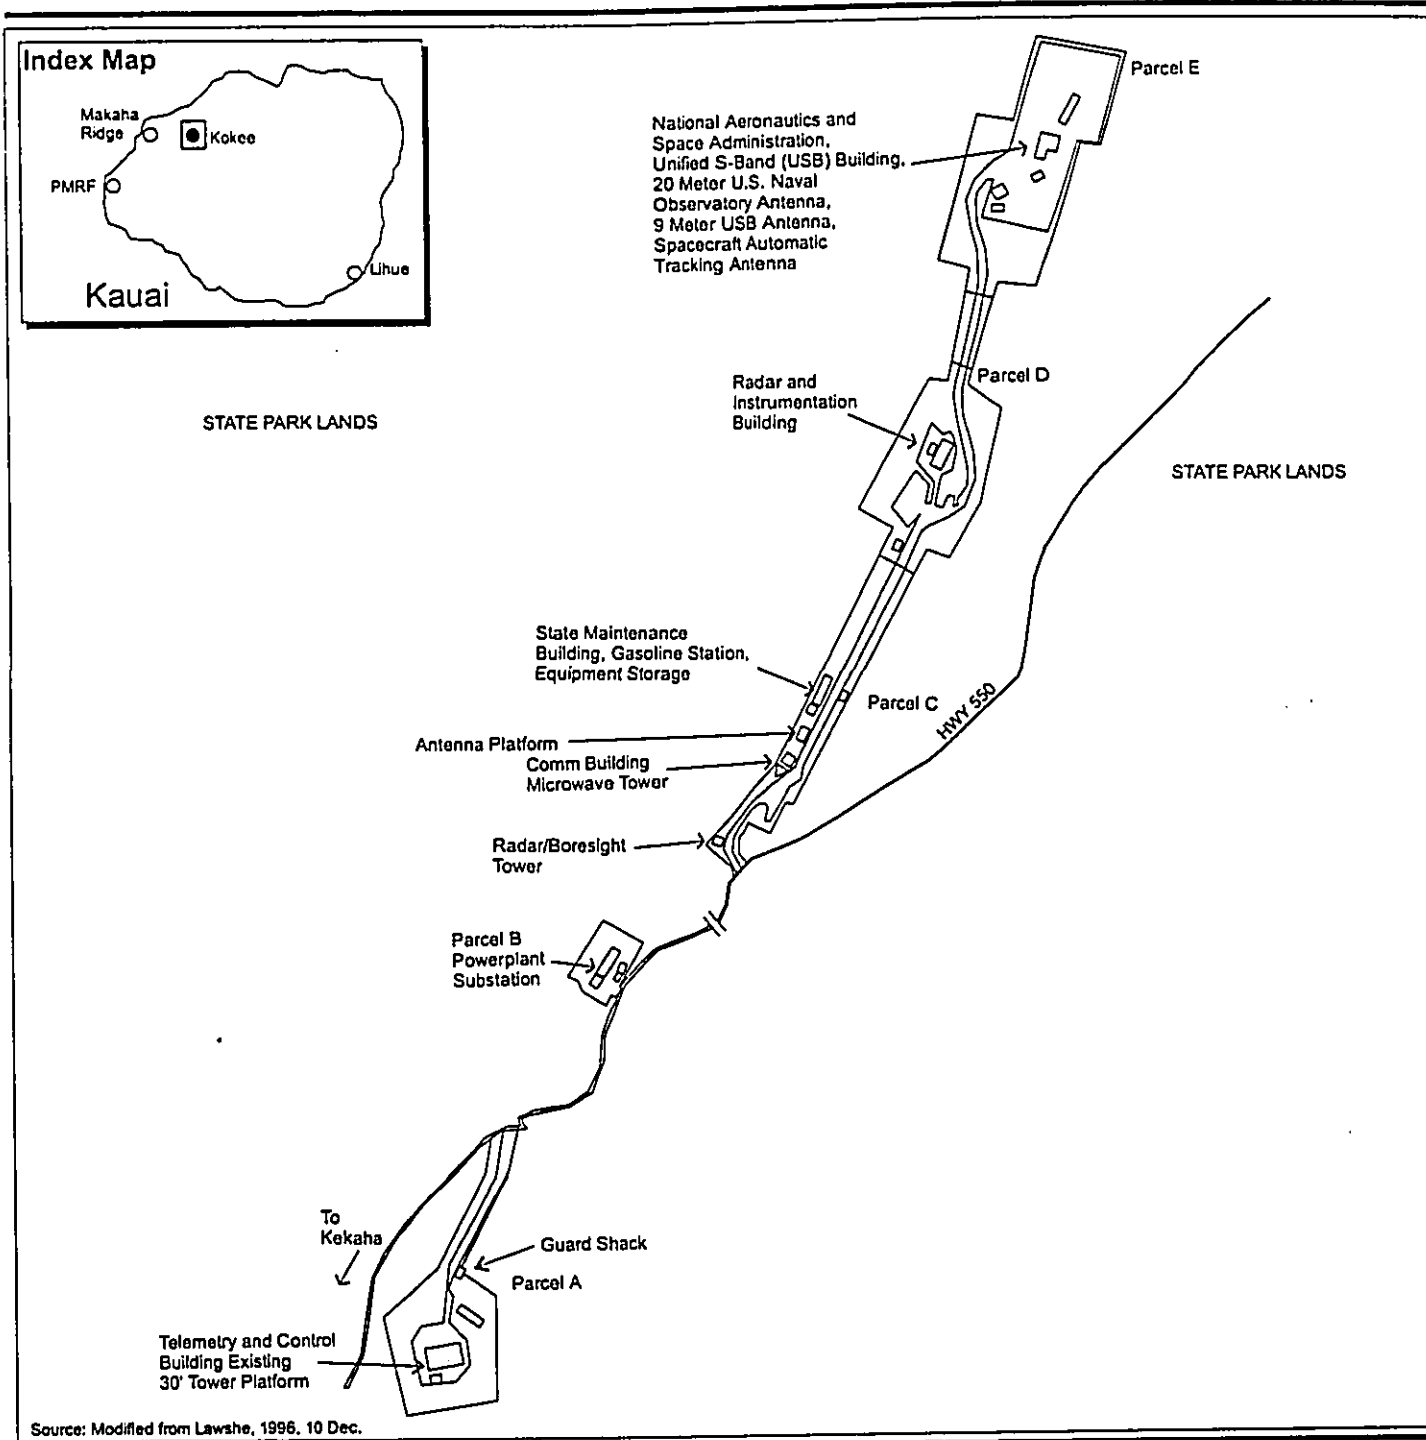 Index Map
Makaha
Ridge
Kokee
PMRF
Lihue
Kauai
Parcel E
National Aeronautics and
Space Administration,
Unified S-Band (USB) Building,
20 Meter U.S. Naval
Observatory Antenna,
9 Meter USB Antenna,
Spacecraft Automatic
Tracking Antenna
Parcel D
Radar and
Instrumentation
Building
STATE PARK LANDS
STATE PARK LANDS
State Maintenance
Building, Gasoline Station,
Equipment Storage
Parcel C
HWY 550
Antenna Platform
Comm Building
Microwave Tower
Radar/Boresight
Tower
Parcel B
Powerplant
Substation
To
Kekaha
Guard Shack
Parcel A
Telemetry and Control
Building Existing
30' Tower Platform
Source: Modified from Lawshe, 1996, 10 Dec.